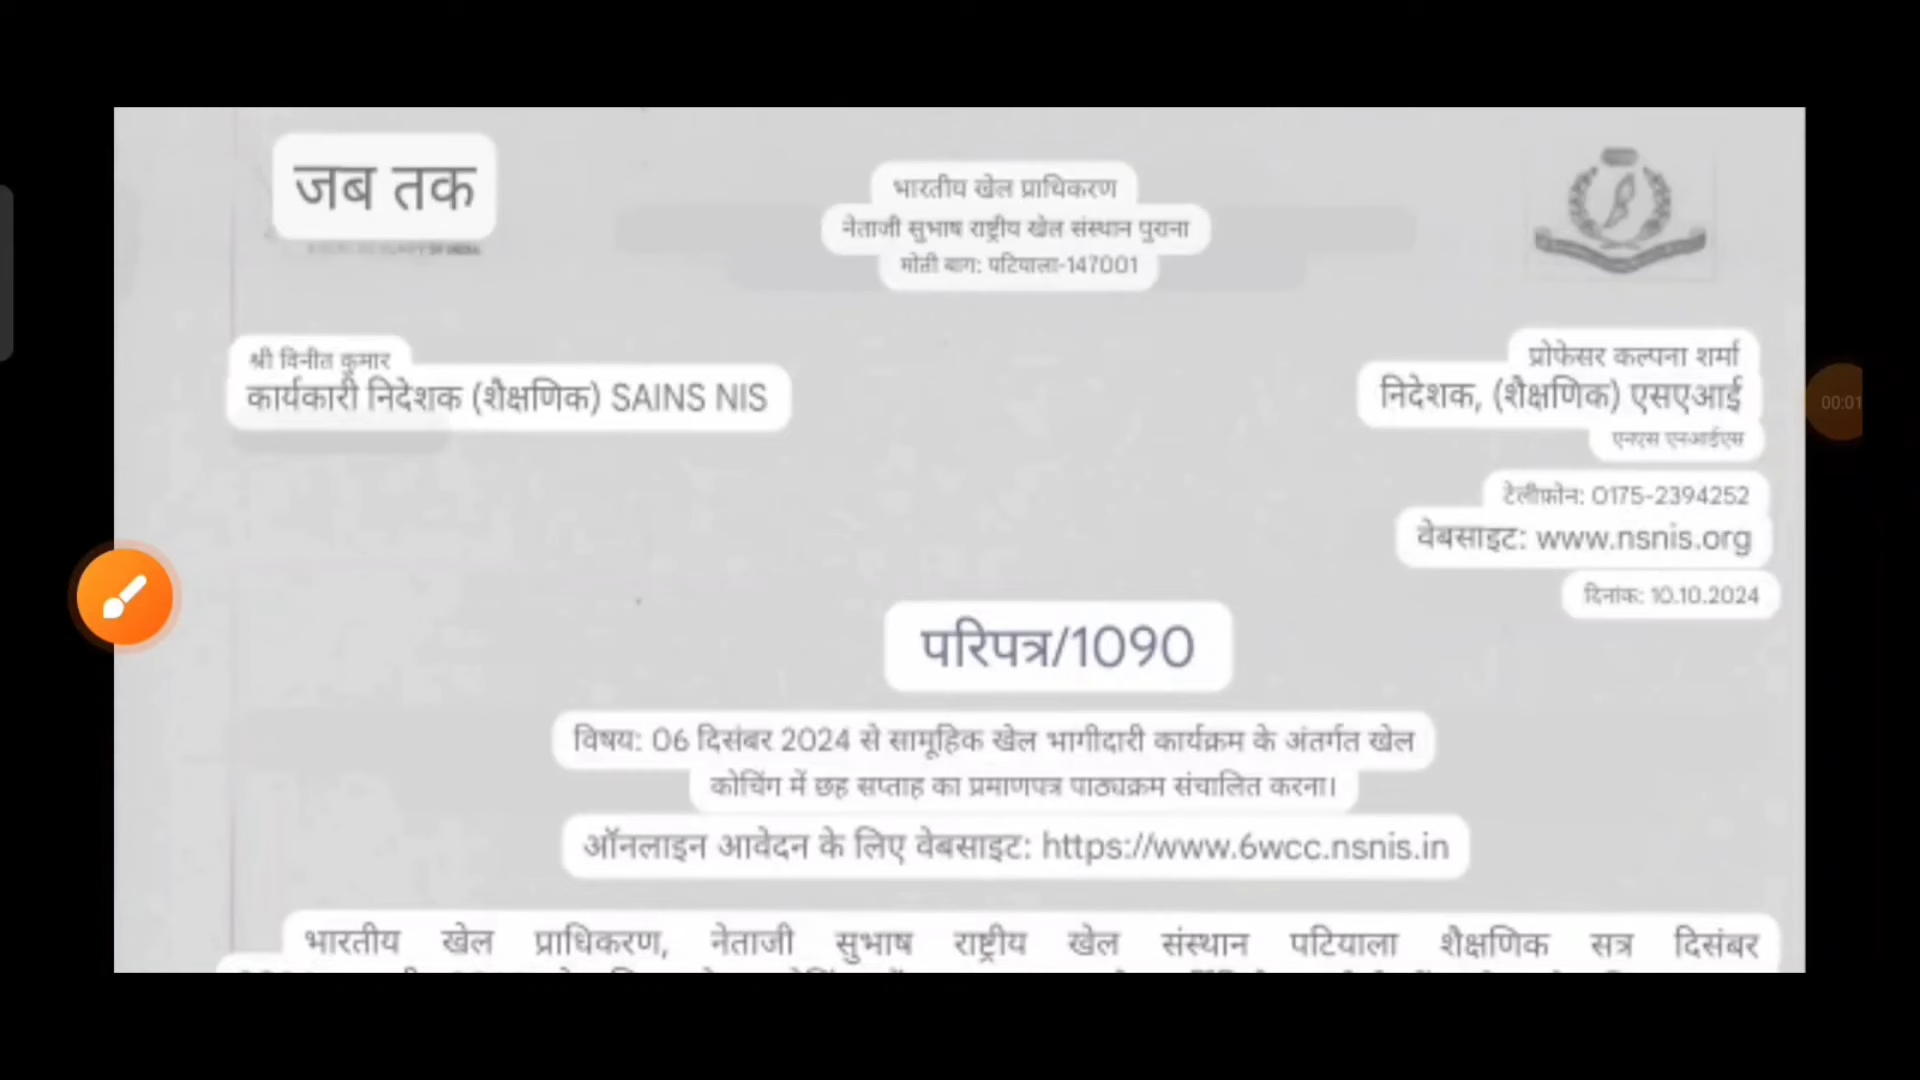 जब तक
भारतीय खेल प्राधिकरण
नेताजी सुभाष राष्ट्रीय खेल संस्थान पुराना
मोती बाग: पटियाला-147001
श्री विनीत कुमार
कार्यकारी निदेशक (शैक्षणिक) SAINS NIS
प्रोफेसर कल्पना शर्मा
निदेशक, (शैक्षणिक) एसएआई
एनएस एनआईएस
टेलीफ़ोन: 0175-2394252
वेबसाइट: www.nsnis.org
दिनांक: 10.10.2024
00:01
परिपत्र/1090
विषय: 06 दिसंबर 2024 से सामूहिक खेल भागीदारी कार्यक्रम के अंतर्गत खेल
कोचिंग में छह सप्ताह का प्रमाणपत्र पाठ्यक्रम संचालित करना।
ऑनलाइन आवेदन के लिए वेबसाइट: https://www.6wcc.nsnis.in
भारतीय खेल प्राधिकरण, नेताजी सुभाष राष्ट्रीय खेल संस्थान पटियाला शैक्षणिक सत्र दिसंबर